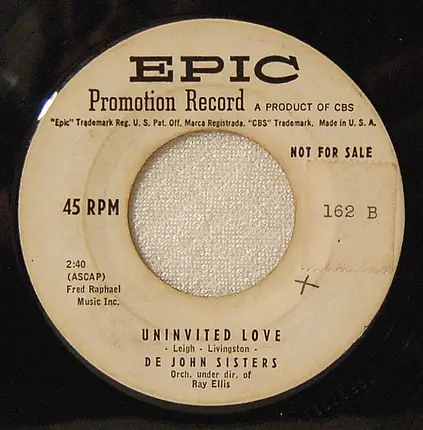 EPIC
Promotion Record A PRODUCT OF CBS
"Epic" Trademark Reg. U. S. Pat. Off. Marca Registrada. "CBS" Trademark. Made in U. S. A.
NOT FOR SALE
45 RPM
162 B
2:40
(ASCAP)
Fred Raphael
Music Inc.
+
UNINVITED LOVE
- Leigh - Livingston -
DE JOHN SISTERS
Orch. under dir. of
Ray Ellis